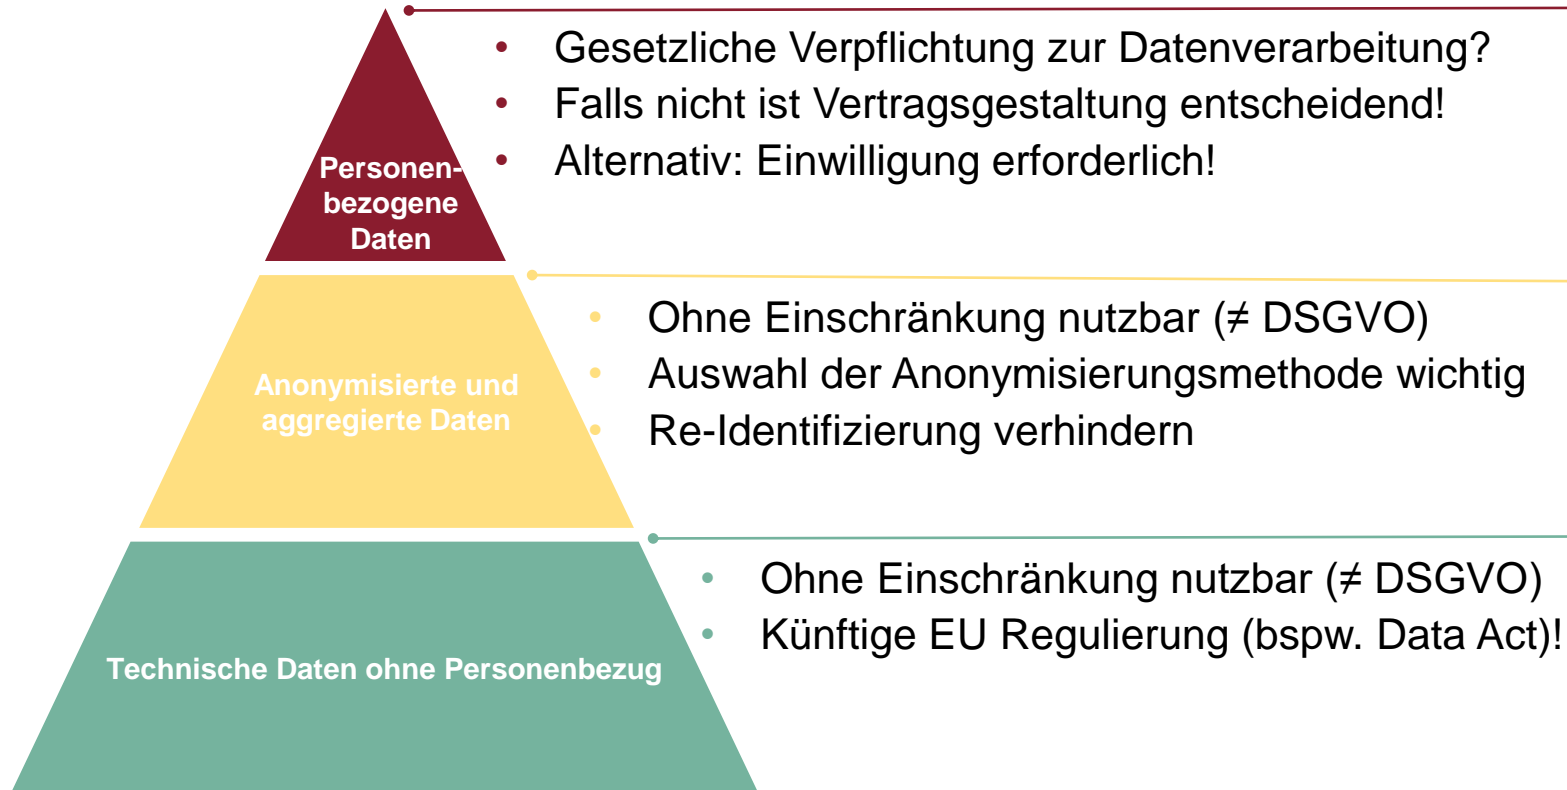 • Gesetzliche Verpflichtung zur Datenverarbeitung?
• Falls nicht ist Vertragsgestaltung entscheidend!
• Alternativ: Einwilligung erforderlich!
Personen-
bezogene
Daten
• Ohne Einschränkung nutzbar (≠ DSGVO)
• Auswahl der Anonymisierungsmethode wichtig
• Re-Identifizierung verhindern
Anonymisierte und
aggregierte Daten
• Ohne Einschränkung nutzbar (≠ DSGVO)
• Künftige EU Regulierung (bspw. Data Act)!
Technische Daten ohne Personenbezug